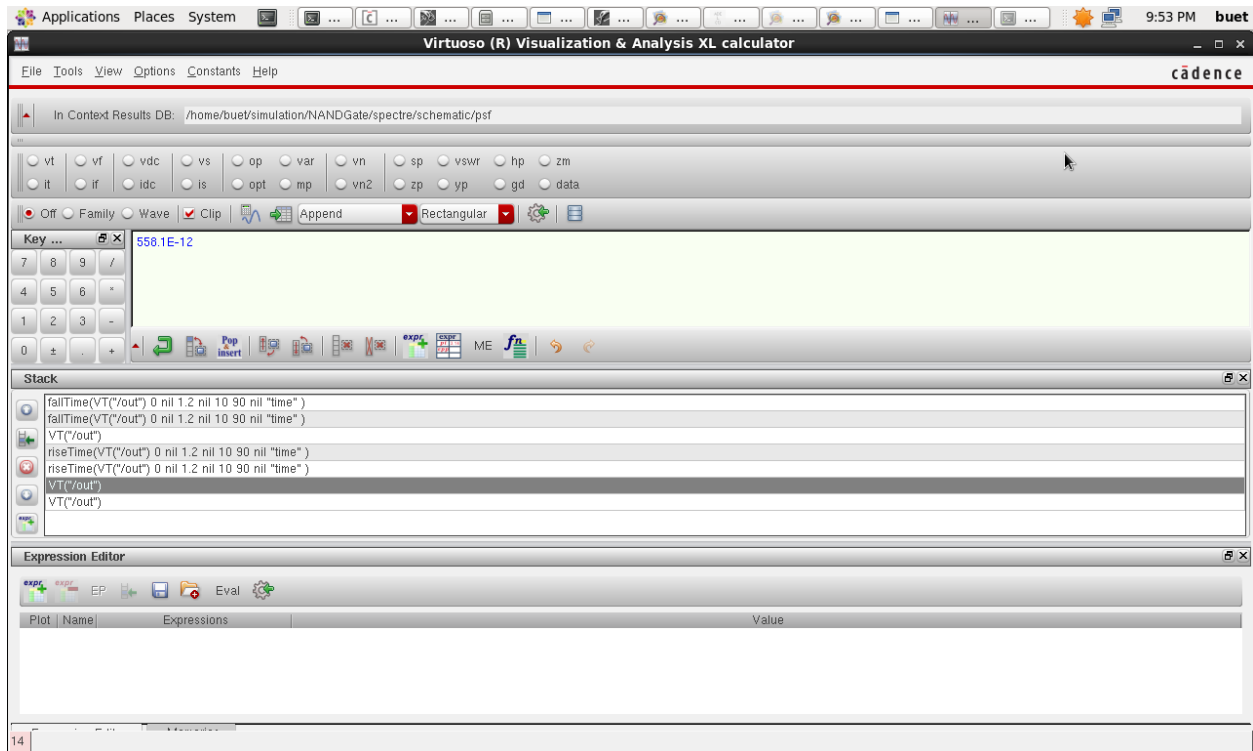 Applications Places System ... ... ... ... ... ... ... ... ... ... ... ... ... 9:53 PM buet
Virtuoso (R) Visualization & Analysis XL calculator
File Tools View Options Constants Help cādence
In Context Results DB: /home/buet/simulation/NANDGate/spectre/schematic/psf
vt vf vdc vs op var vn sp vswr hp zm
it if idc is opt mp vn2 zp yp gd data
Off Family Wave Clip Append Rectangular
Key ...
558.1E-12
7 8 9 /
4 5 6 *
1 2 3 -
0 ± . +
Pop insert expr expr ME fn
Stack
fallTime(VT("/out") 0 nil 1.2 nil 10 90 nil "time" )
fallTime(VT("/out") 0 nil 1.2 nil 10 90 nil "time" )
VT("/out")
riseTime(VT("/out") 0 nil 1.2 nil 10 90 nil "time" )
riseTime(VT("/out") 0 nil 1.2 nil 10 90 nil "time" )
VT("/out")
VT("/out")
expr
Expression Editor
expr expr EP Eval
Plot Name Expressions Value
14